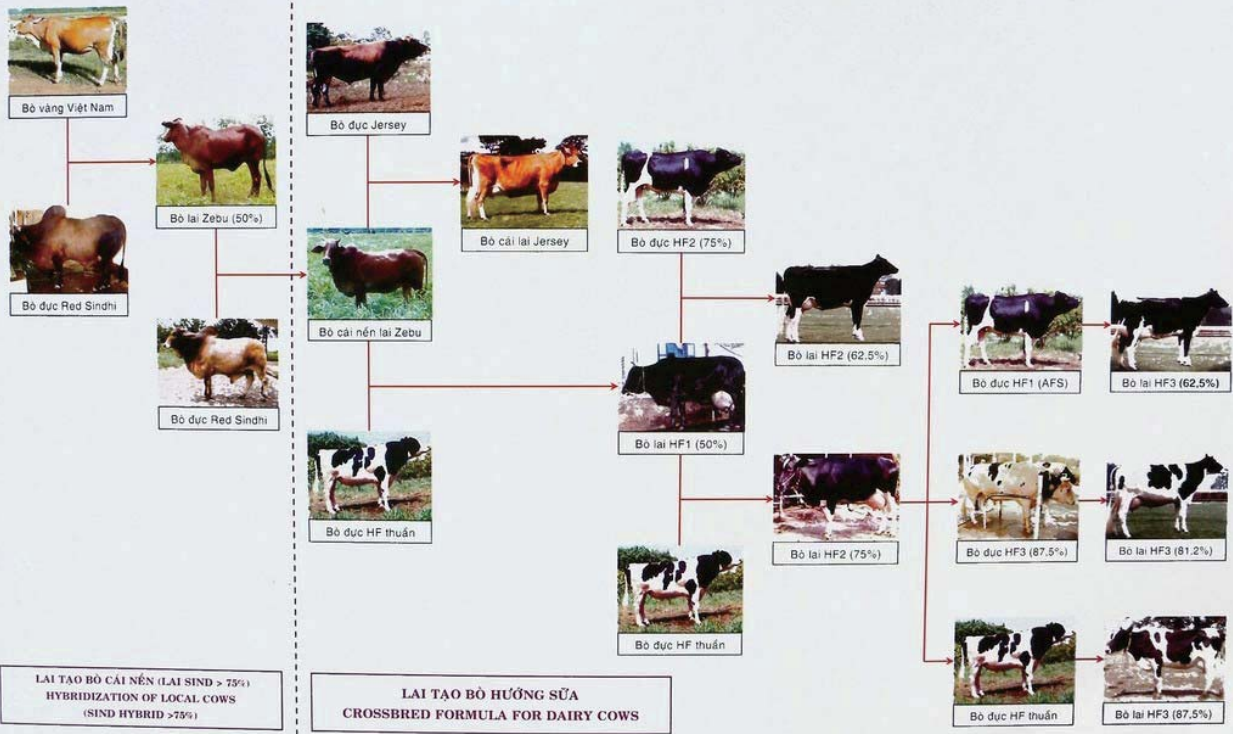 Bò vàng Việt Nam
Bò đực Red Sindhi
Bò lai Zebu (50%)
Bò đực Red Sindhi
LAI TẠO BÒ CÁI NỀN (LAI SIND > 75%)
HYBRIDIZATION OF LOCAL COWS
(SIND HYBRID >75%)
Bò đực Jersey
Bò cái lai Jersey
Bò cái nền lai Zebu
Bò đực HF thuần
Bò đực HF2 (75%)
Bò lai HF2 (62.5%)
Bò lai HF1 (50%)
Bò lai HF2 (75%)
Bò đực HF thuần
Bò đực HF1 (AFS)
Bò lai HF3 (62,5%)
Bò đực HF3 (87.5%)
Bò lai HF3 (81.2%)
Bò đực HF thuần
Bò lai HF3 (87,5%)
LAI TẠO BÒ HƯỚNG SỮA
CROSSBRED FORMULA FOR DAIRY COWS